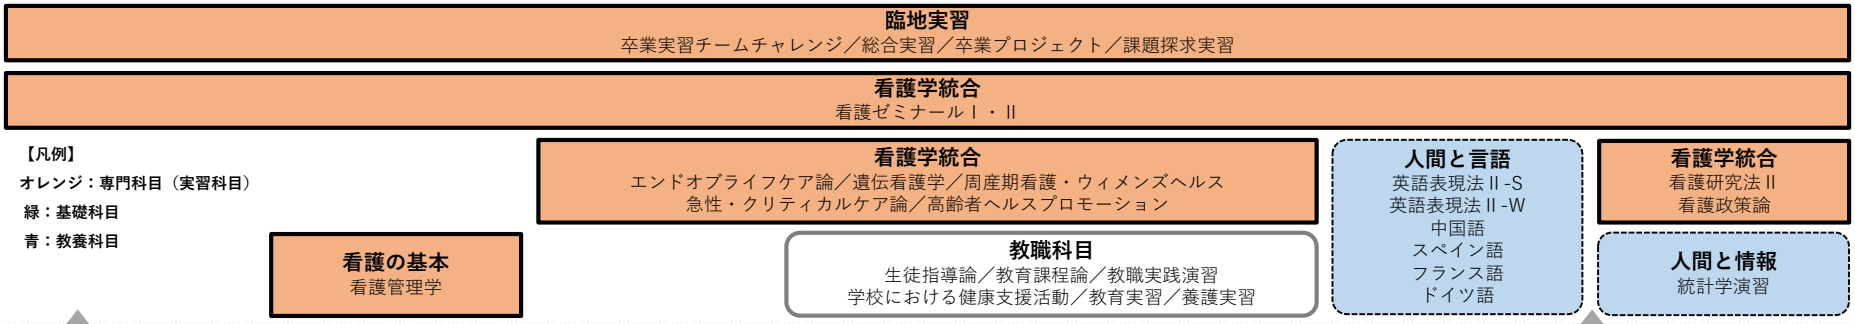 臨地実習
卒業実習チームチャレンジ／総合実習／卒業プロジェクト／課題探求実習
看護学統合
看護ゼミナールⅠ・Ⅱ
【凡例】
オレンジ：専門科目（実習科目）
緑：基礎科目
青：教養科目
看護の基本
看護管理学
看護学統合
エンドオブライフケア論／遺伝看護学／周産期看護・ウィメンズヘルス
急性・クリティカルケア論／高齢者ヘルスプロモーション
教職科目
生徒指導論／教育課程論／教職実践演習
学校における健康支援活動／教育実習／養護実習
人間と言語
英語表現法Ⅱ-S
英語表現法Ⅱ-W
中国語
スペイン語
フランス語
ドイツ語
看護学統合
看護研究法Ⅱ
看護政策論
人間と情報
統計学演習